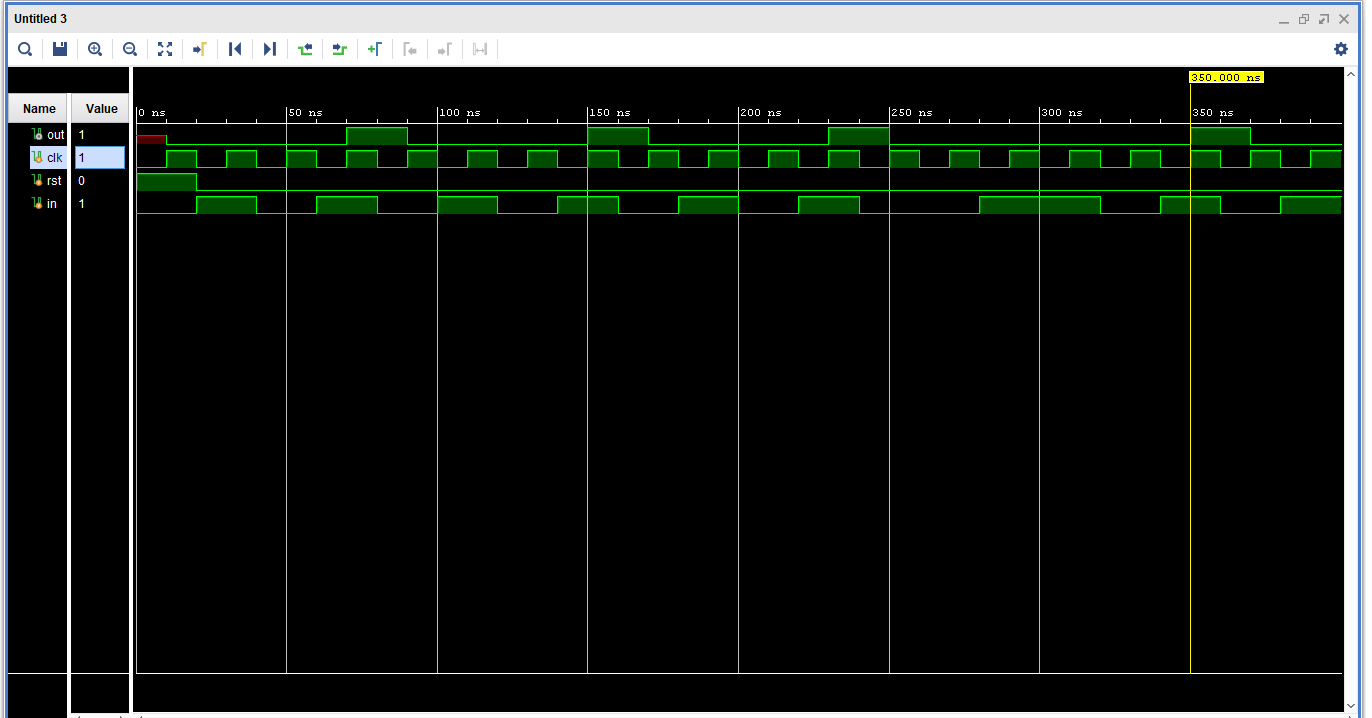 Untitled 3
350.000 ns
Name Value
0 ns 50 ns 100 ns 150 ns 200 ns 250 ns 300 ns 350 ns
out 1
clk 1
rst 0
in 1